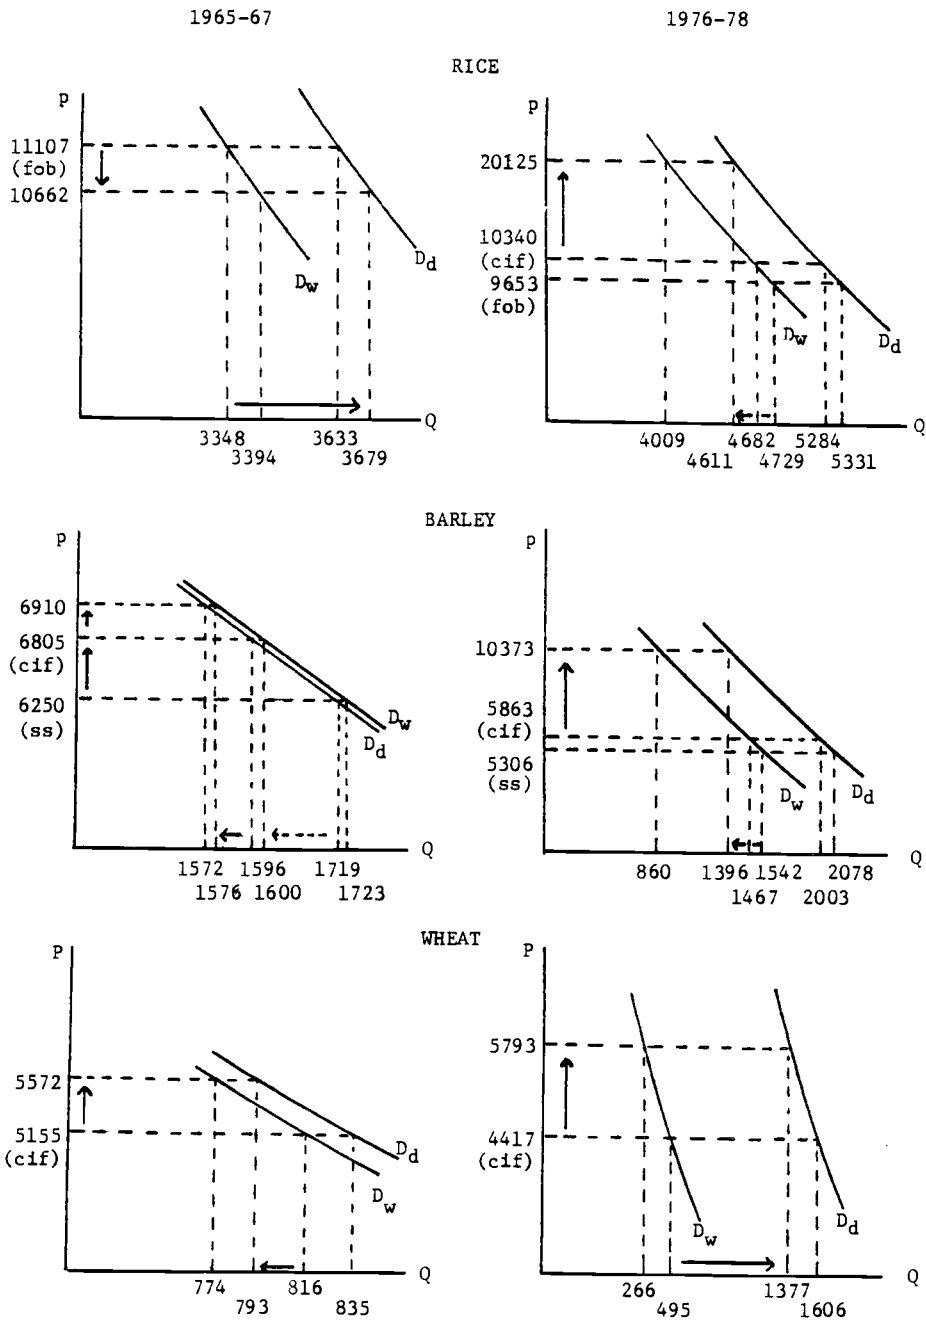 1965-67
1976-78
RICE
P
11107
(fob)
10662
D_w
D_d
Q
3348
3633
3394
3679
P
20125
10340
(cif)
9653
(fob)
D_w
D_d
Q
4009
4682
5284
4611
4729
5331
BARLEY
P
6910
6805
(cif)
6250
(ss)
D_w
D_d
Q
1572
1596
1719
1576
1600
1723
P
10373
5863
(cif)
5306
(ss)
D_w
D_d
Q
860
1396
1542
2078
1467
2003
WHEAT
P
5572
5155
(cif)
D_d
D_w
Q
774
816
793
835
P
5793
4417
(cif)
D_w
D_d
Q
266
1377
495
1606